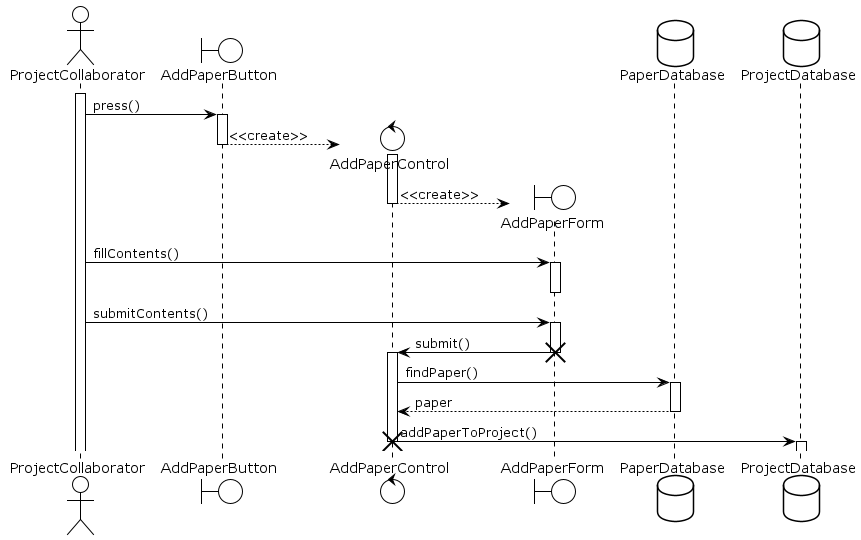 ProjectCollaborator
AddPaperButton
PaperDatabase
ProjectDatabase
press()
<<create>>
AddPaperControl
<<create>>
AddPaperForm
fillContents()
submitContents()
submit()
findPaper()
paper
addPaperToProject()
ProjectCollaborator
AddPaperButton
AddPaperControl
AddPaperForm
PaperDatabase
ProjectDatabase